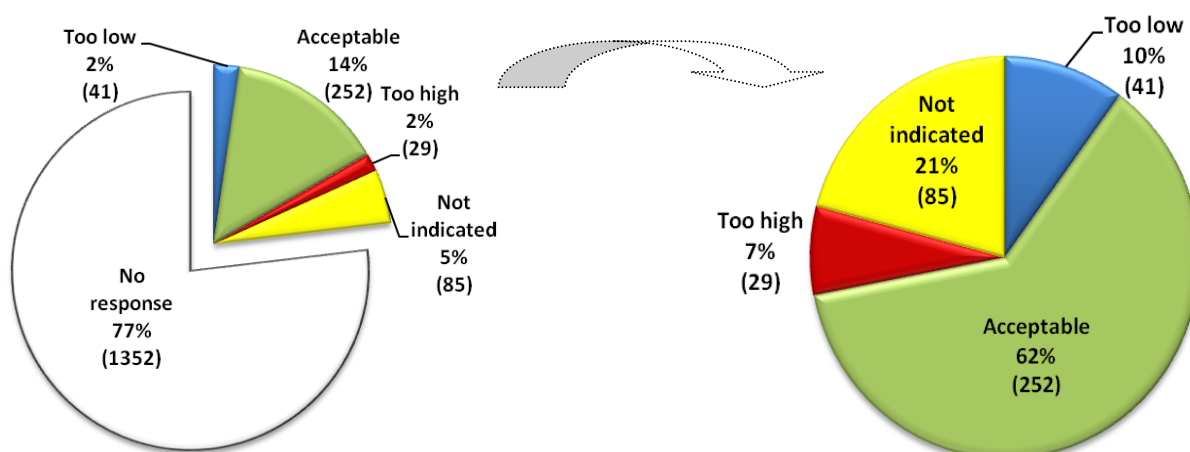 Too low
2%
(41)
Acceptable
14%
(252)
Too high
2%
(29)
Not
indicated
5%
(85)
No
response
77%
(1352)
Too low
10%
(41)
Not
indicated
21%
(85)
Too high
7%
(29)
Acceptable
62%
(252)